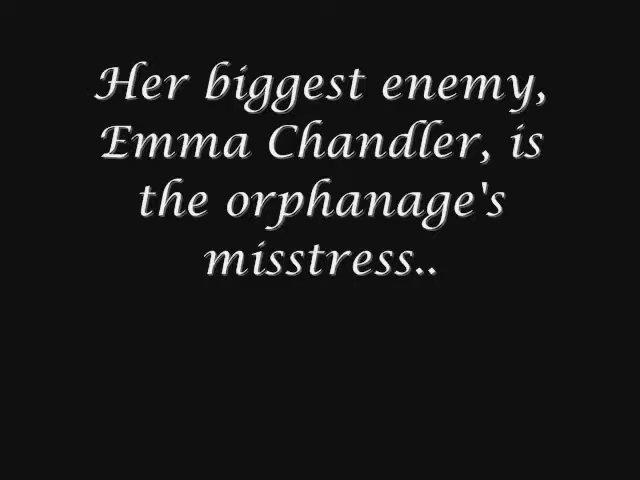 Her biggest enemy,
Emma Chandler, is
the orphanage's
misstress..